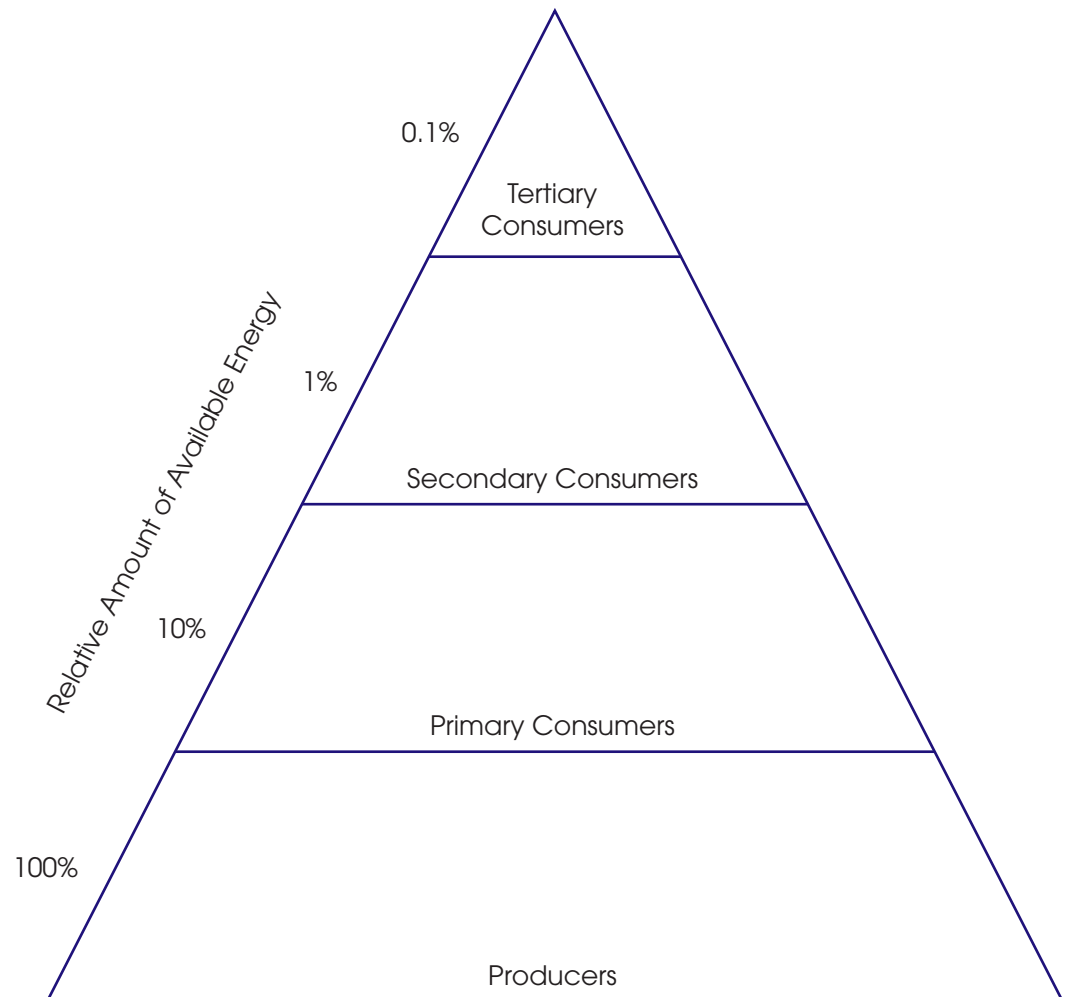 0.1%
Tertiary
Consumers
Relative Amount of Available Energy
1%
Secondary Consumers
10%
Primary Consumers
100%
Producers